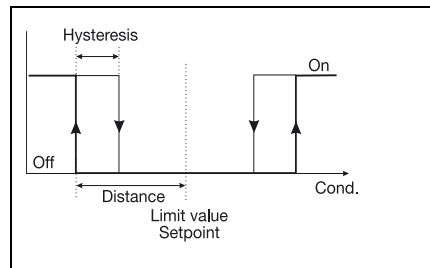 Hysteresis
On
Off
Distance
Cond.
Limit value
Setpoint